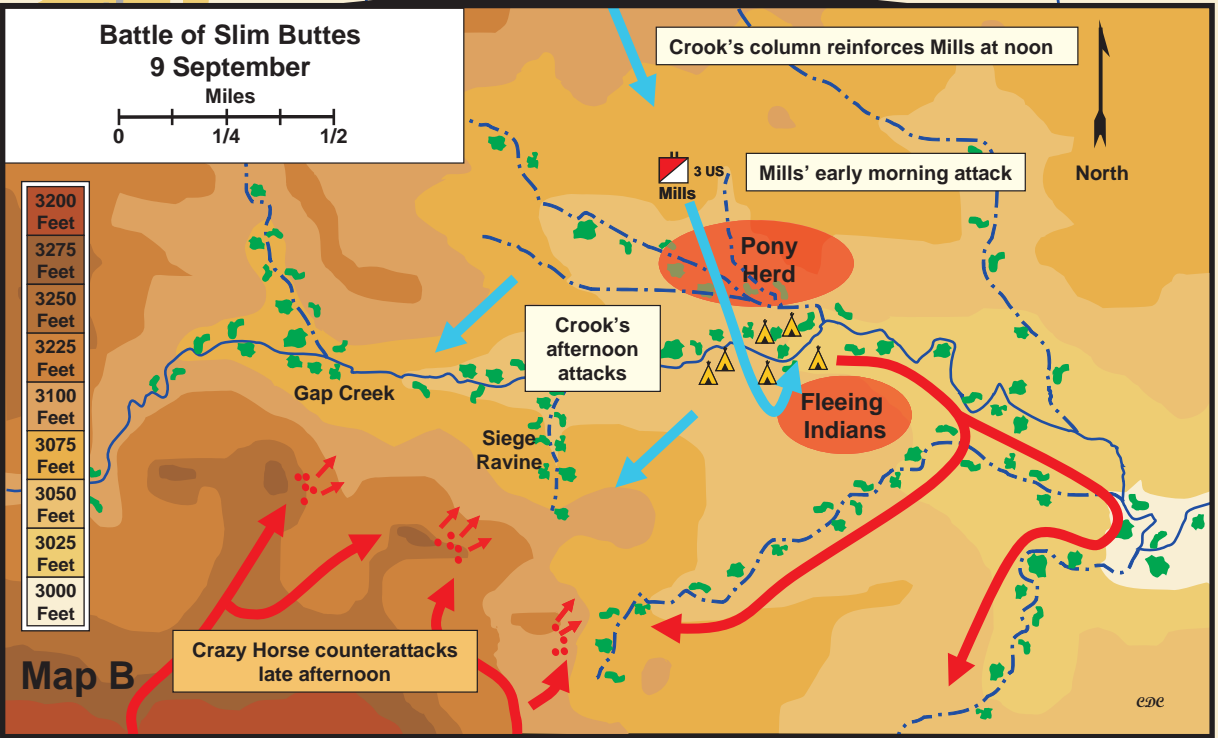 Battle of Slim Buttes
9 September
Miles
0 1/4 1/2
Crook's column reinforces Mills at noon
North
3 US
Mills
Mills' early morning attack
Pony
Herd
3200
Feet
3275
Feet
3250
Feet
3225
Feet
3100
Feet
3075
Feet
3050
Feet
3025
Feet
3000
Feet
Crook's
afternoon
attacks
Gap Creek
Fleeing
Indians
Siege
Ravine
Crazy Horse counterattacks
late afternoon
Map B
CDC